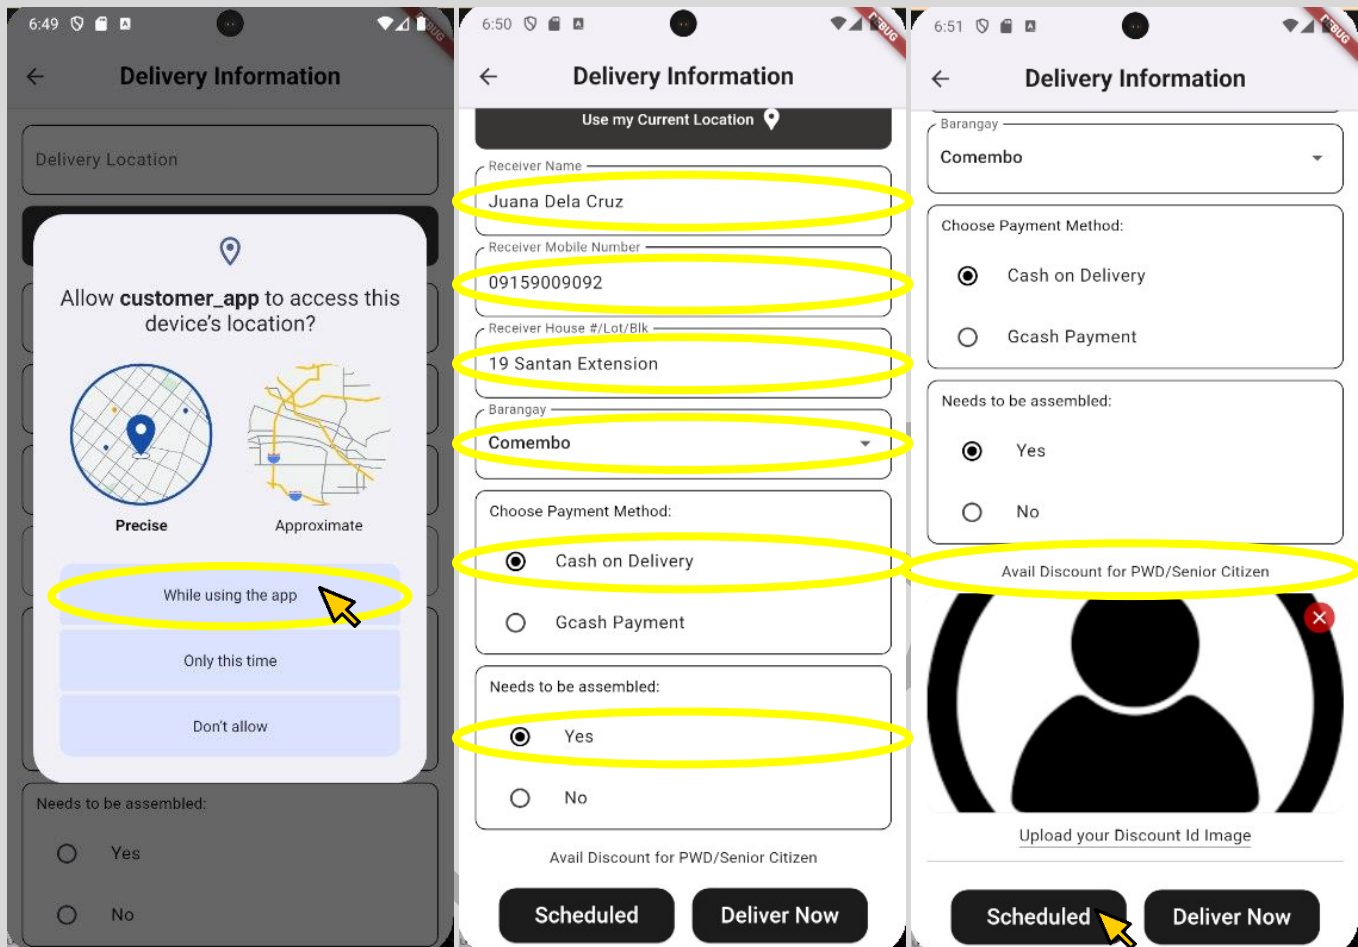 6:49
Delivery Information
Delivery Location
Allow customer_app to access this
device's location?
Precise
Approximate
While using the app
Only this time
Don't allow
Needs to be assembled:
Yes
No
6:50
Delivery Information
Use my Current Location
Receiver Name
Juana Dela Cruz
Receiver Mobile Number
09159009092
Receiver House #/Lot/Blk
19 Santan Extension
Barangay
Comembo
Choose Payment Method:
Cash on Delivery
Gcash Payment
Needs to be assembled:
Yes
No
Avail Discount for PWD/Senior Citizen
Scheduled
Deliver Now
6:51
Delivery Information
Barangay
Comembo
Choose Payment Method:
Cash on Delivery
Gcash Payment
Needs to be assembled:
Yes
No
Avail Discount for PWD/Senior Citizen
Upload your Discount Id Image
Scheduled
Deliver Now